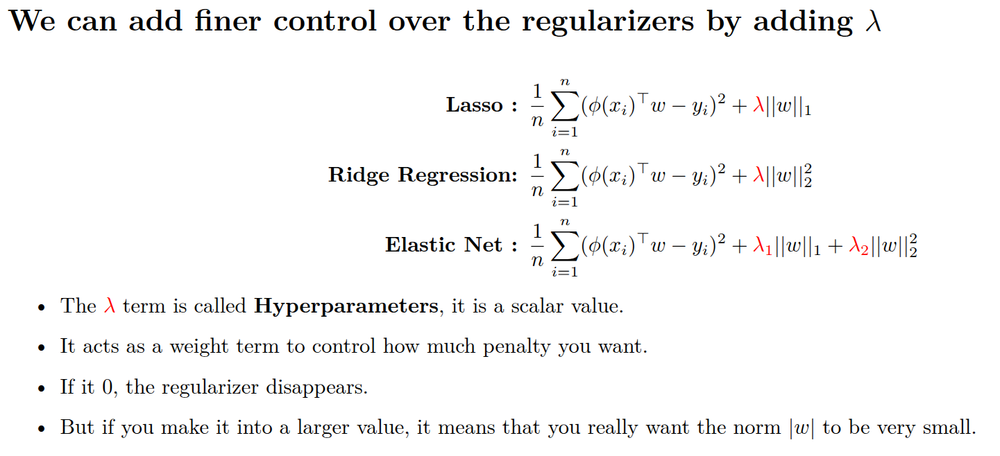 We can add finer control over the regularizers by adding λ
Lasso : $\frac{1}{n}\sum_{i=1}^{n}(\phi(x_i)^\top w - y_i)^2 + \lambda||w||_1$
Ridge Regression: $\frac{1}{n}\sum_{i=1}^{n}(\phi(x_i)^\top w - y_i)^2 + \lambda||w||_2^2$
Elastic Net : $\frac{1}{n}\sum_{i=1}^{n}(\phi(x_i)^\top w - y_i)^2 + \lambda_1||w||_1 + \lambda_2||w||_2^2$
• The λ term is called Hyperparameters, it is a scalar value.
• It acts as a weight term to control how much penalty you want.
• If it 0, the regularizer disappears.
• But if you make it into a larger value, it means that you really want the norm |w| to be very small.